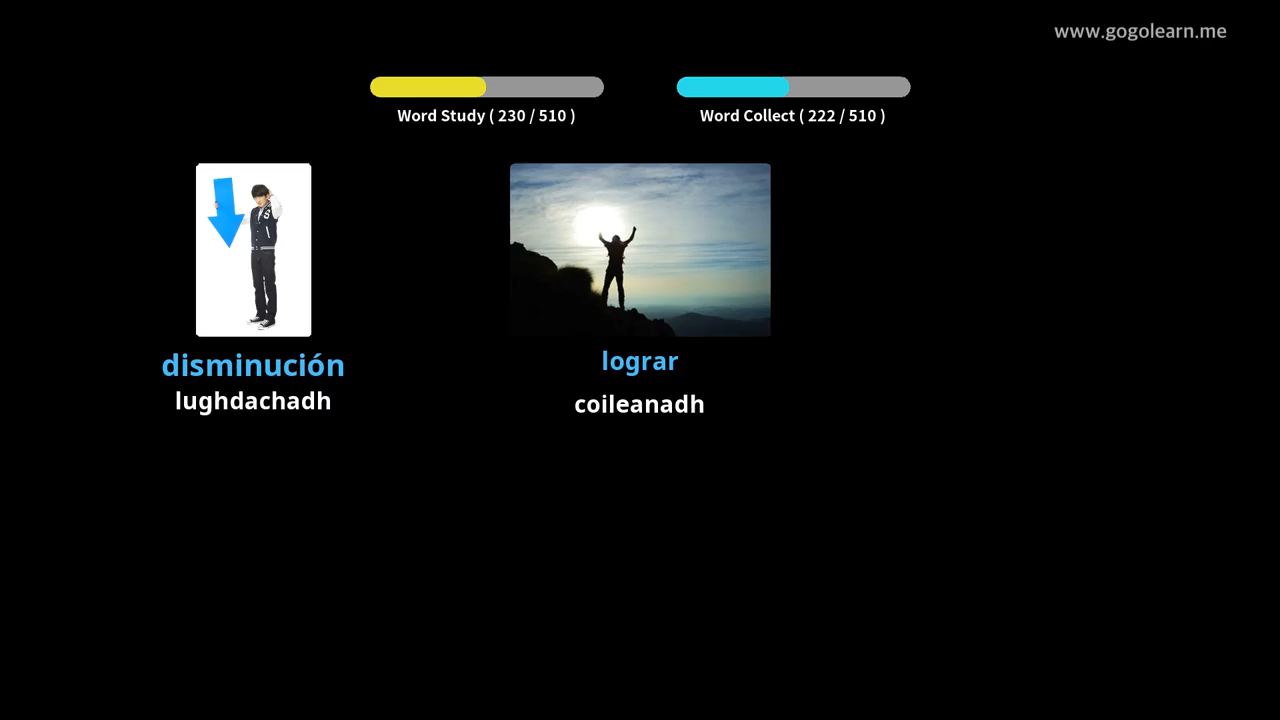 www.gogolearn.me
Word Study ( 230 / 510 )
Word Collect ( 222 / 510 )
disminución
lughdachadh
lograr
coileanadh